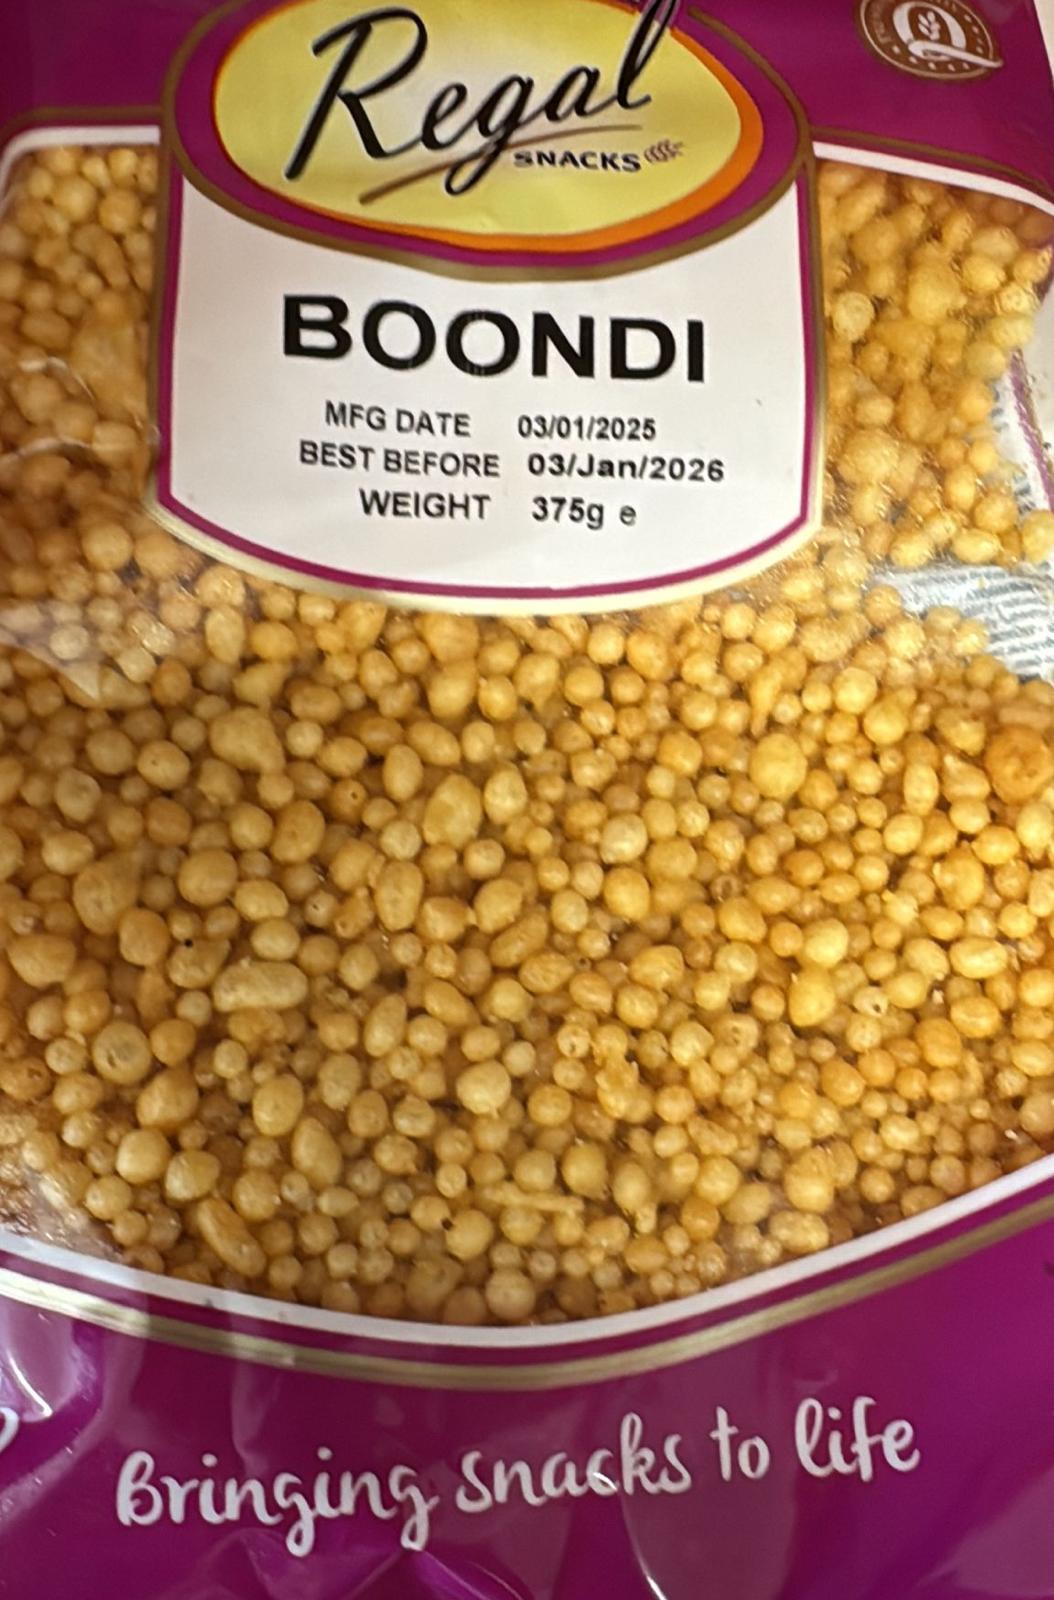 Regal
SNACKS
BOONDI
MFG DATE 03/01/2025
BEST BEFORE 03/Jan/2026
WEIGHT 375g e
Bringing snacks to life